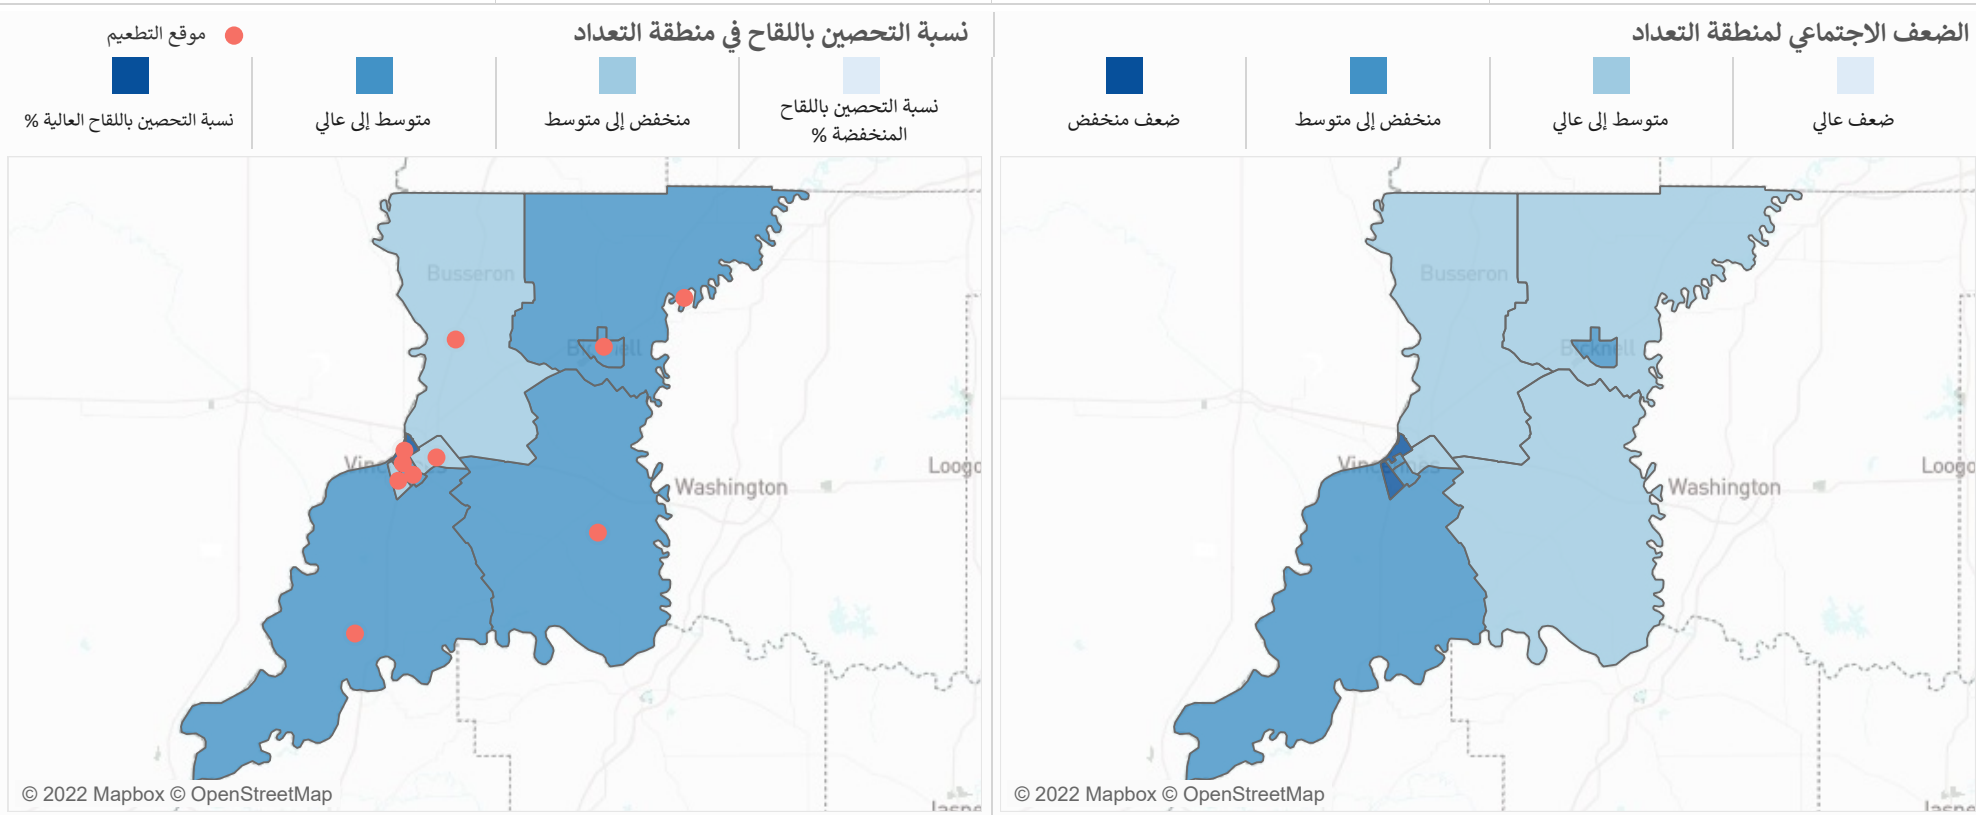 الضعف الاجتماعي لمنطقة التعداد
ضعف عالي
متوسط إلى عالي
منخفض إلى متوسط
ضعف منخفض
Busseron
Bicknell
Vincennes
Washington
© 2022 Mapbox © OpenStreetMap
نسبة التحصين باللقاح في منطقة التعداد
موقع التطعيم
نسبة التحصين باللقاح
المنخفضة %
منخفض إلى متوسط
متوسط إلى عالي
نسبة التحصين باللقاح العالية %
Busseron
Washington
© 2022 Mapbox © OpenStreetMap